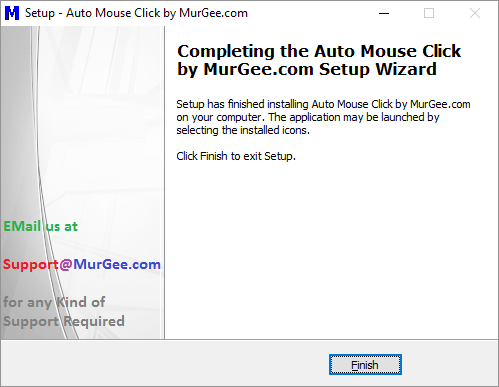 Setup - Auto Mouse Click by MurGee.com
Completing the Auto Mouse Click
by MurGee.com Setup Wizard
Setup has finished installing Auto Mouse Click by MurGee.com
on your computer. The application may be launched by
selecting the installed icons.
Click Finish to exit Setup.
EMail us at
Support@MurGee.com
for any Kind of
Support Required
Finish